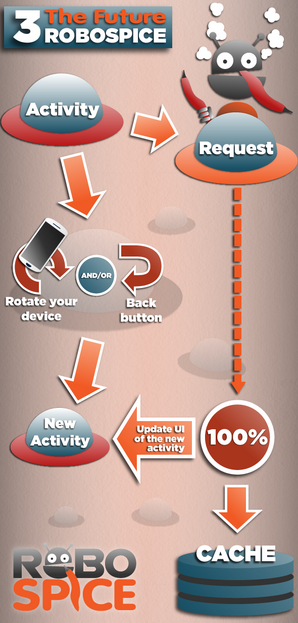 3 The Future
ROBOSPICE
Activity
Request
AND/OR
Rotate your
device
Back
button
New
Activity
Update UI
of the new
activity
100%
CACHE
ROBO
SPICE